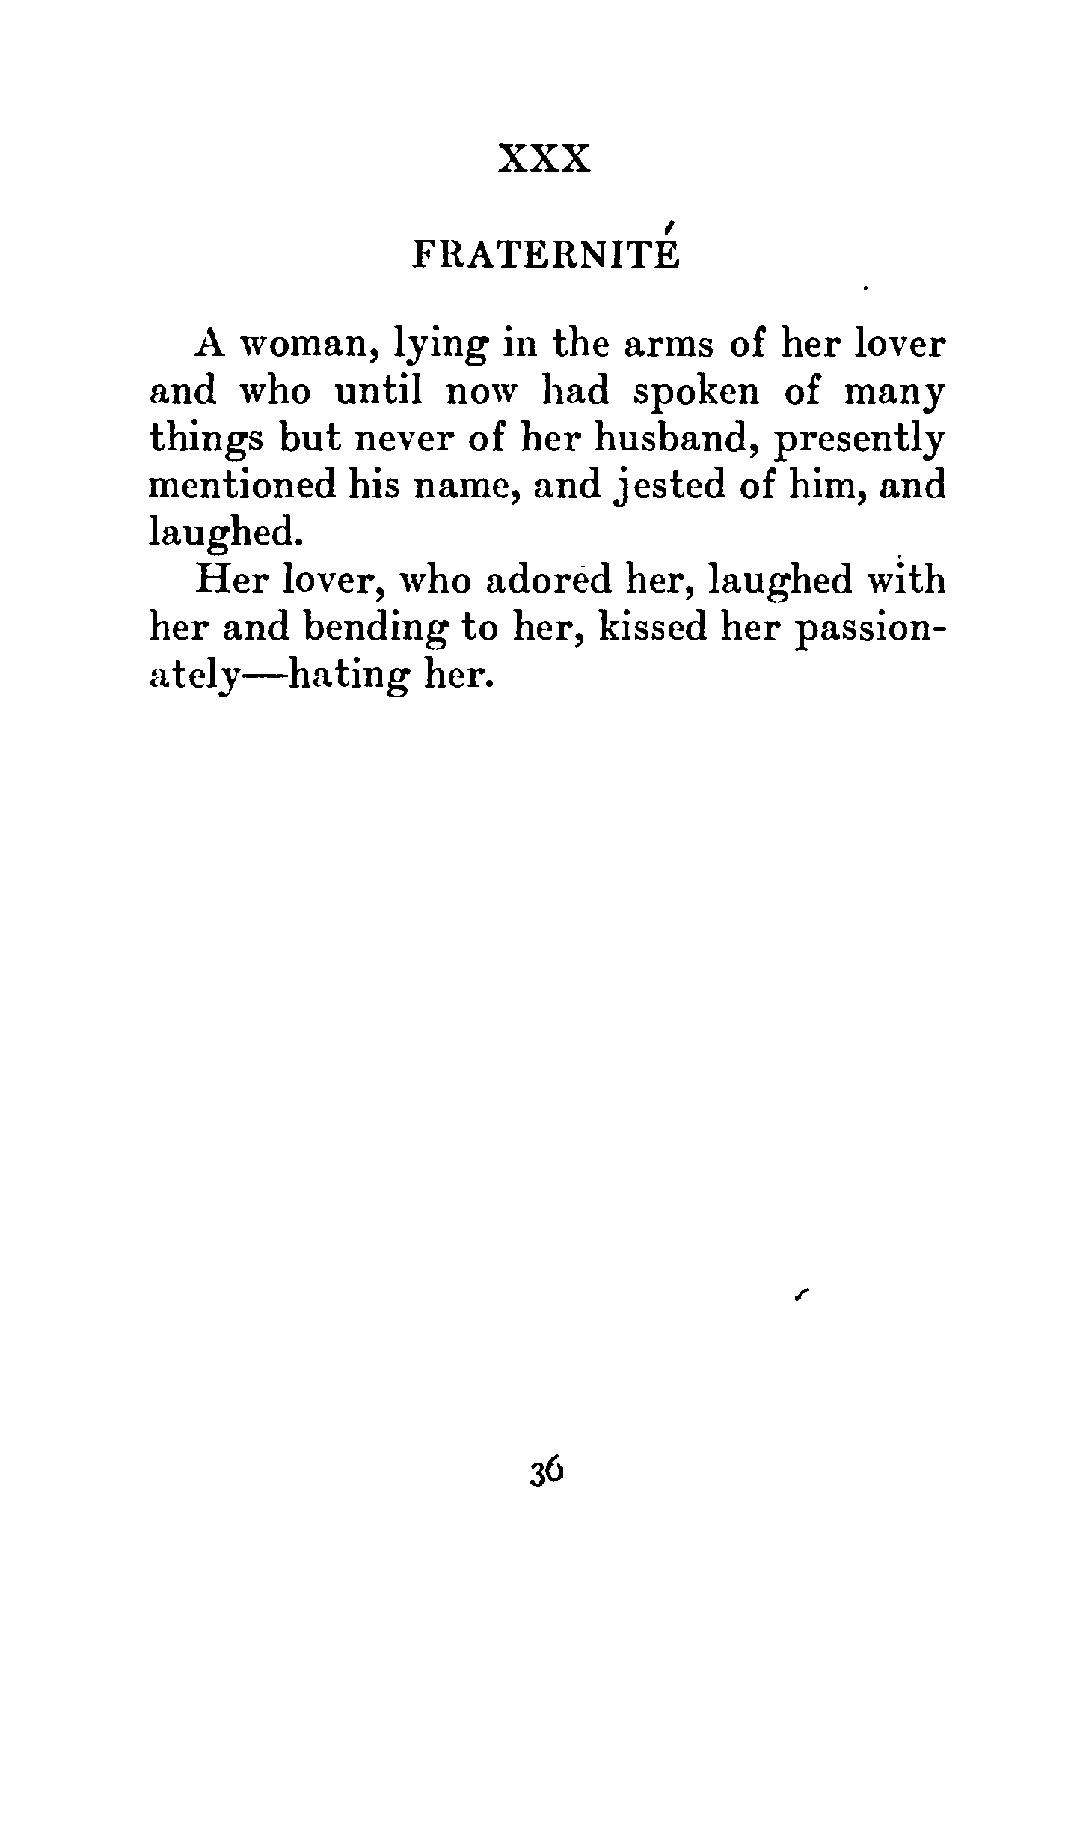 XXX
FRATERNITÉ
A woman, lying in the arms of her lover
and who until now had spoken of many
things but never of her husband, presently
mentioned his name, and jested of him, and
laughed.
Her lover, who adored her, laughed with
her and bending to her, kissed her passion-
ately—hating her.
36